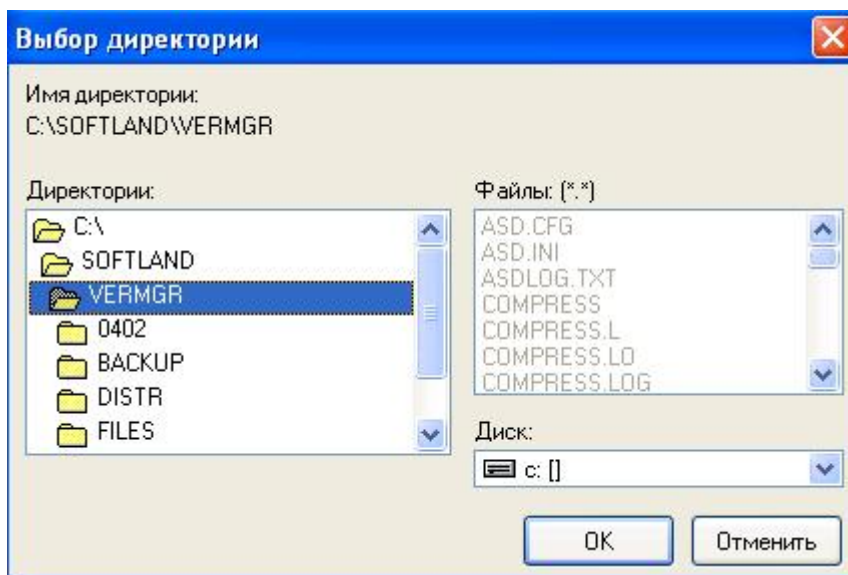 Выбор директории
Имя директории:
C:\SOFTLAND\VERMGR
Директории:
C:\
SOFTLAND
VERMGR
0402
BACKUP
DISTR
FILES
Файлы: (*.*)
ASD.CFG
ASD.INI
ASDLOG.TXT
COMPRESS
COMPRESS.L
COMPRESS.LO
COMPRESS.LOG
Диск:
c: []
OK
Отменить